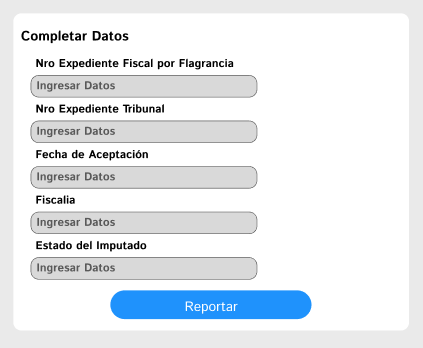 Completar Datos
Nro Expediente Fiscal por Flagrancia
Ingresar Datos
Nro Expediente Tribunal
Ingresar Datos
Fecha de Aceptación
Ingresar Datos
Fiscalia
Ingresar Datos
Estado del Imputado
Ingresar Datos
Reportar